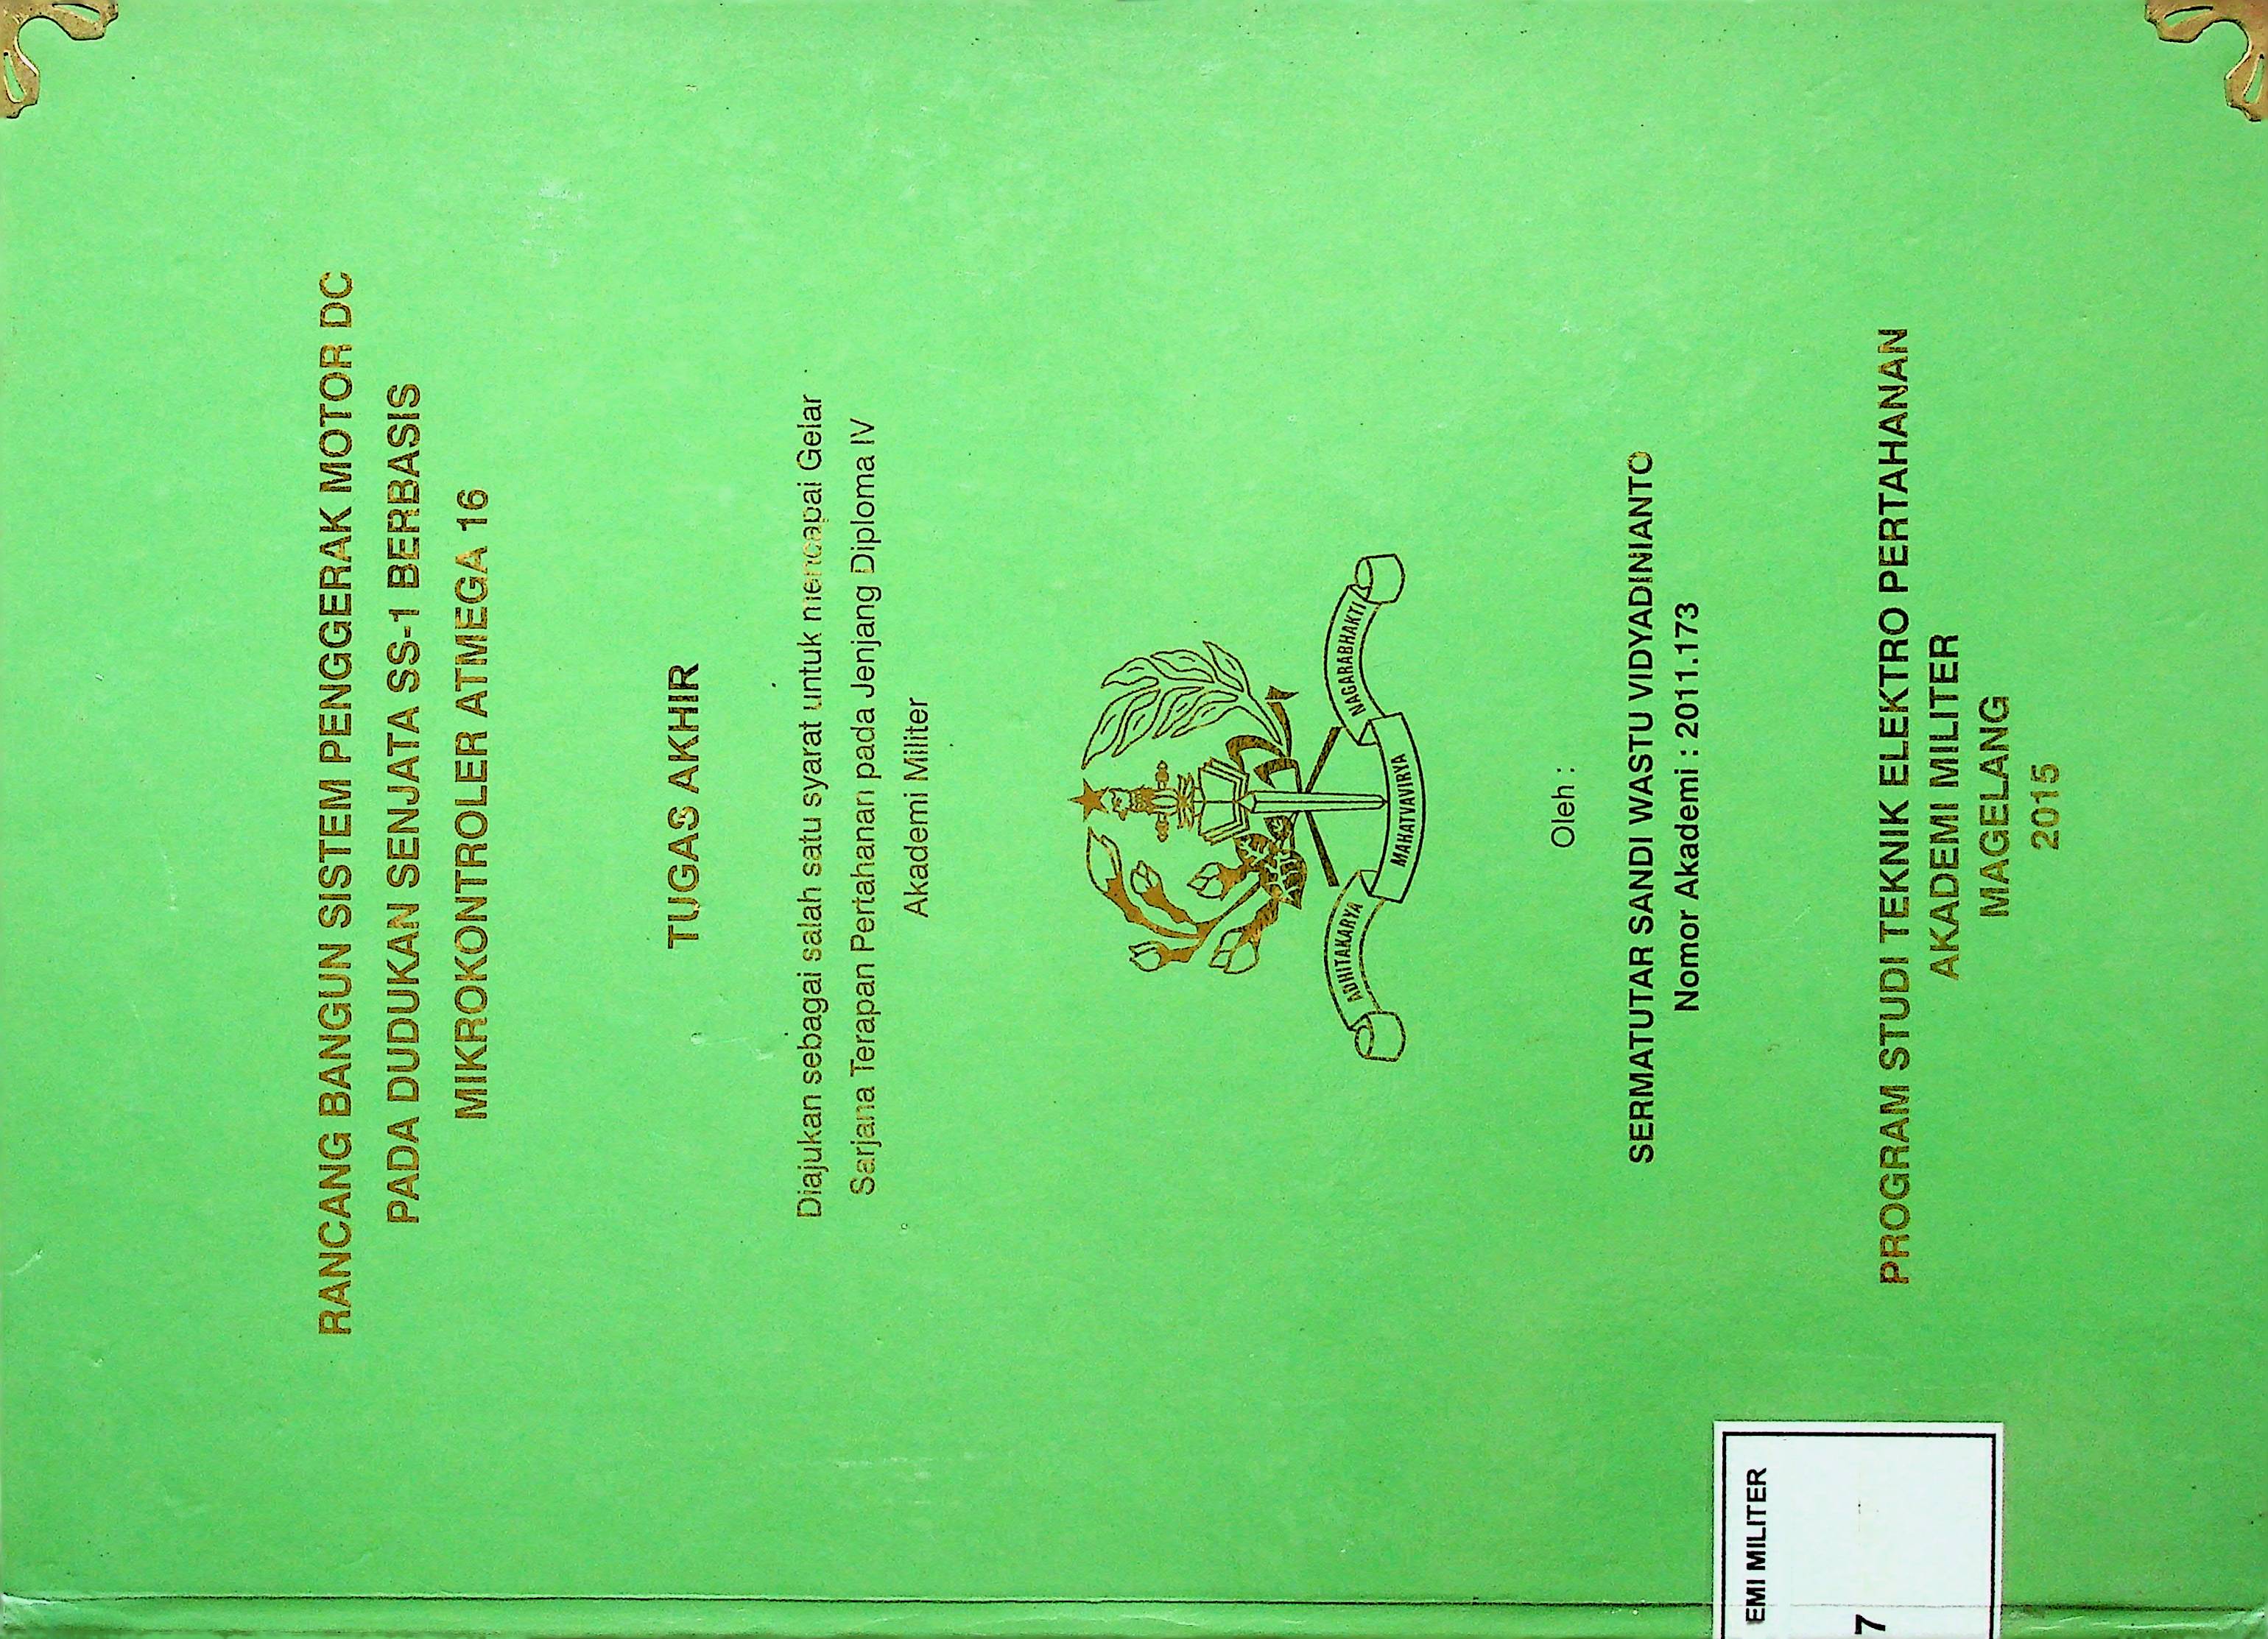 RANCANG BANGUN SISTEM PENGGERAK MOTOR DC
PADA DUDUKAN SENJATA SS-1 BERBASIS
MIKROKONTROLER ATMEGA 16
TUGAS AKHIR
Diajukan sebagai salah satu syarat untuk mencapai Gelar
Sarjana Terapan Pertahanan pada Jenjang Diploma IV
Akademi Militer
ADHITAKARYA MAHATVAVIRYA NAGARABHAKTI
Oleh :
SERMATUTAR SANDI WASTU VIDYADINIANTO
Nomor Akademi : 2011.173
PROGRAM STUDI TEKNIK ELEKTRO PERTAHANAN
AKADEMI MILITER
MAGELANG
2015
EMI MILITER
7